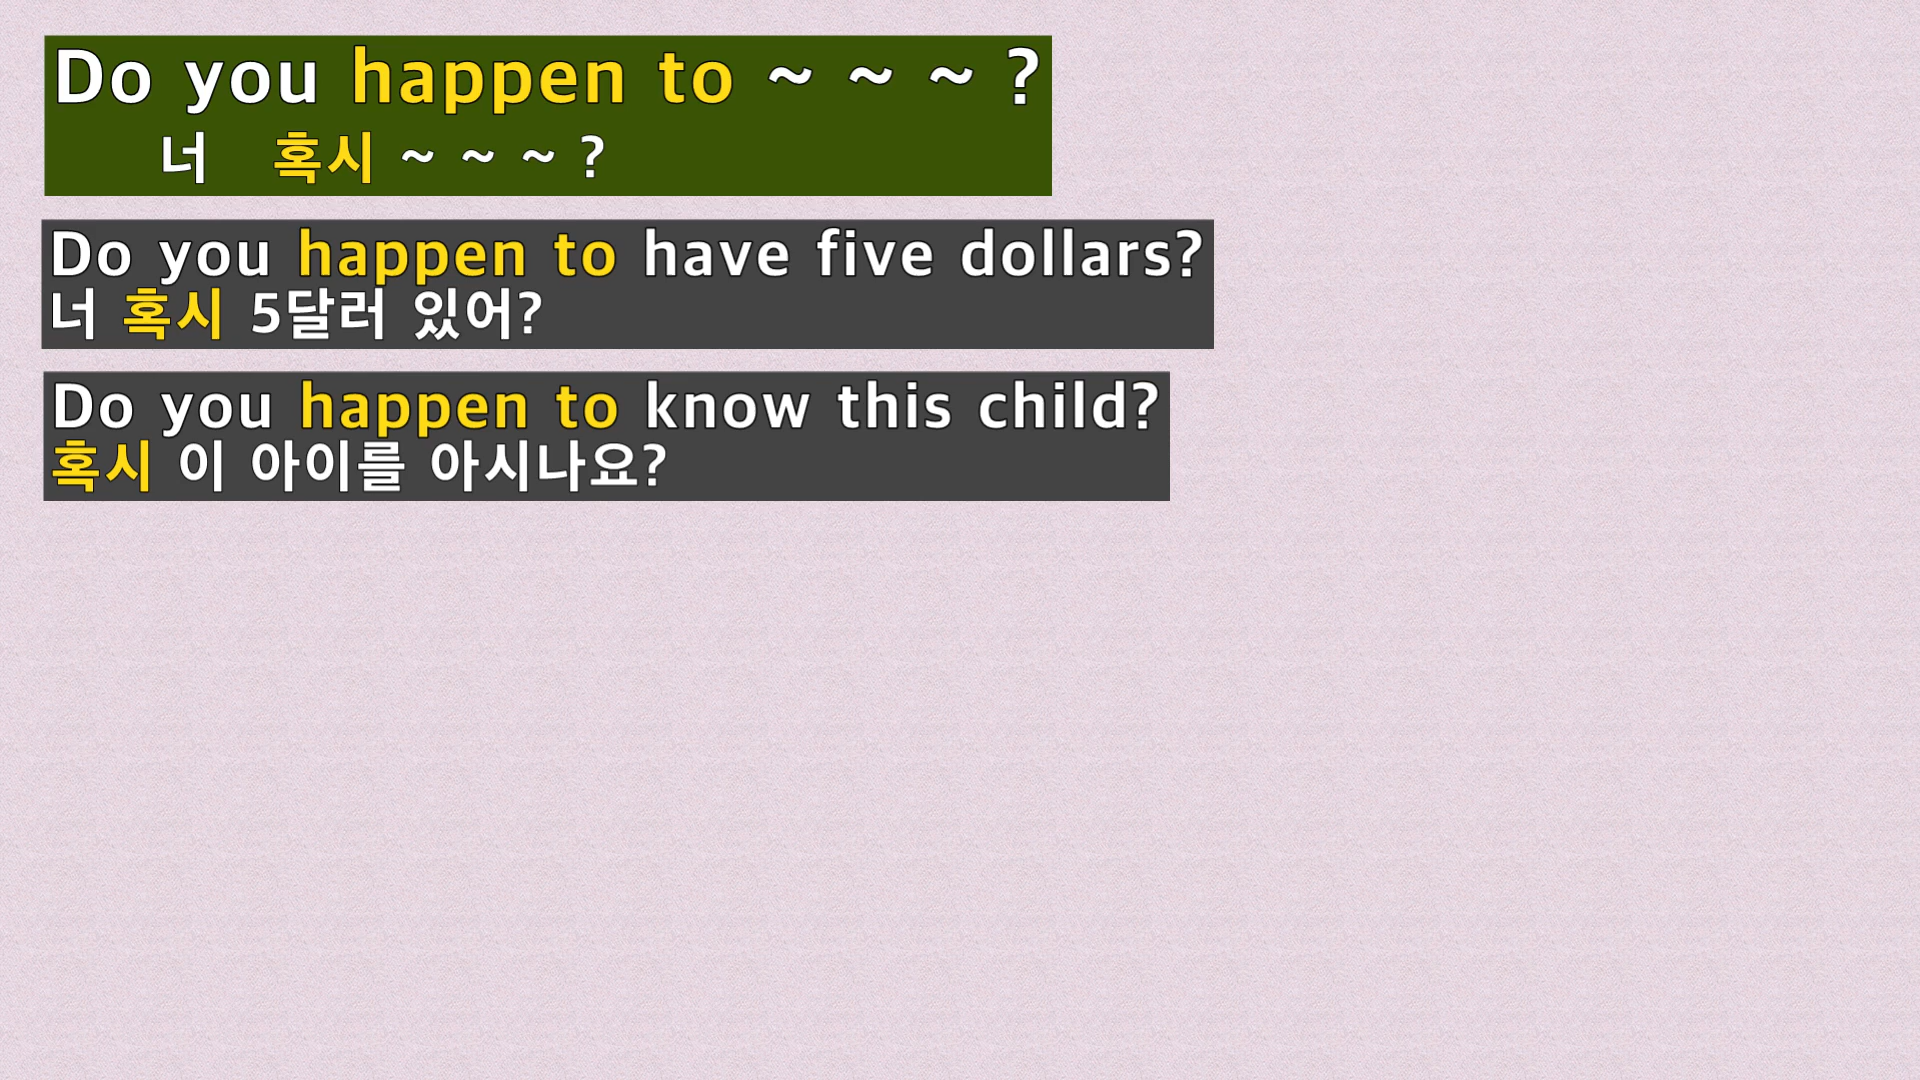 Do you happen to ~ ~ ~ ?
너 혹시 ~ ~ ~ ?
Do you happen to have five dollars?
너 혹시 5달러 있어?
Do you happen to know this child?
혹시 이 아이를 아시나요?